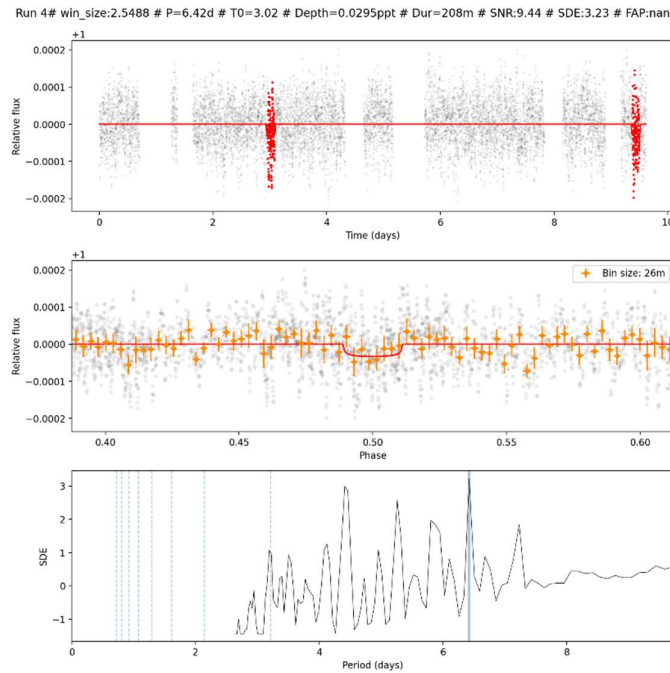 Run 4# win_size:2.5488 # P=6.42d # T0=3.02 # Depth=0.0295ppt # Dur=208m # SNR:9.44 # SDE:3.23 # FAP:nan
+1
0.0002
0.0001
0.0000
−0.0001
−0.0002
Relative flux
0 2 4 6 8 10
Time (days)
+1
Bin size: 26m
0.0002
0.0001
0.0000
−0.0001
−0.0002
Relative flux
0.40 0.45 0.50 0.55 0.60
Phase
3
2
1
0
−1
SDE
0 2 4 6 8
Period (days)